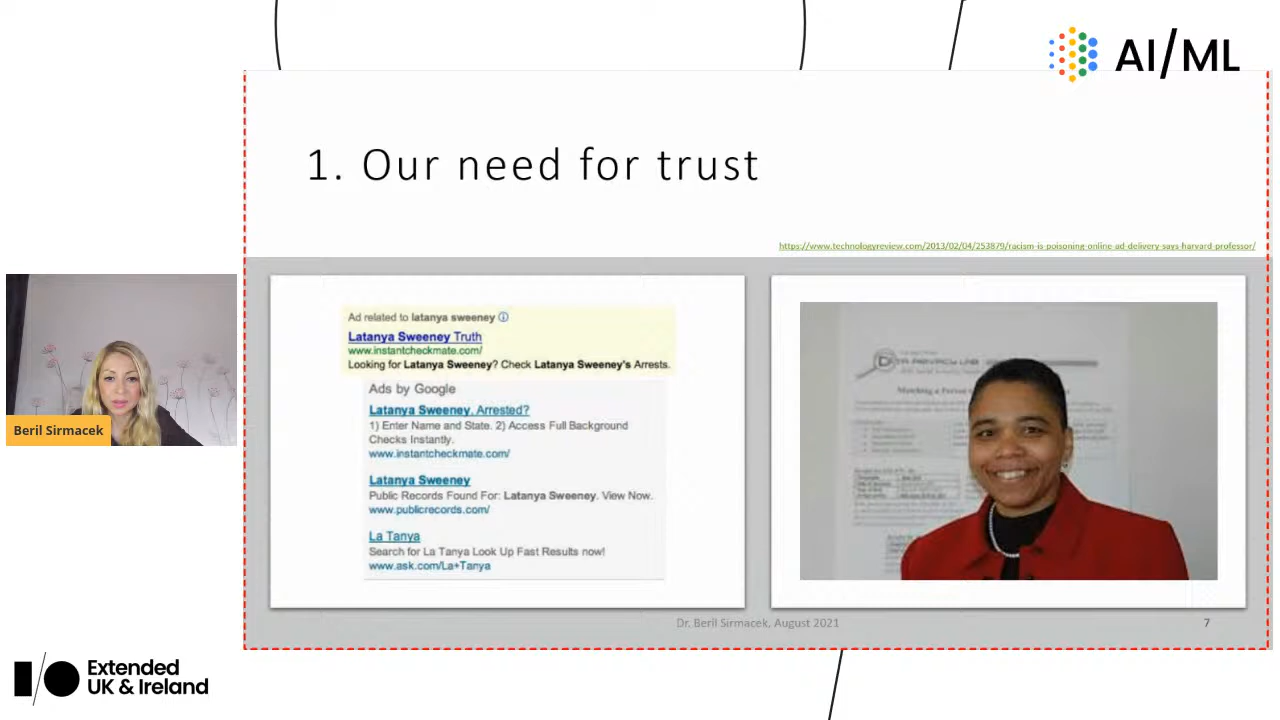 AI/ML
1. Our need for trust
https://www.technologyreview.com/2013/02/04/253879/racism-is-poisoning-online-ad-delivery-says-harvard-professor/
Ad related to latanya sweeney
Latanya Sweeney Truth
www.instantcheckmate.com/
Looking for Latanya Sweeney? Check Latanya Sweeney's Arrests.
Ads by Google
Latanya Sweeney, Arrested?
1) Enter Name and State. 2) Access Full Background
Checks Instantly.
www.instantcheckmate.com/
Latanya Sweeney
Public Records Found For: Latanya Sweeney. View Now.
www.publicrecords.com/
La Tanya
Search for La Tanya Look Up Fast Results now!
www.ask.com/La+Tanya
Beril Sirmacek
Dr. Beril Sirmacek, August 2021
7
Extended
UK & Ireland